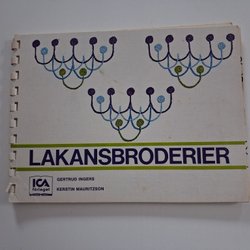 LAKANSBRODERIER
ICA
förlaget
GERTRUD INGERS
KERSTIN MAURITZSON